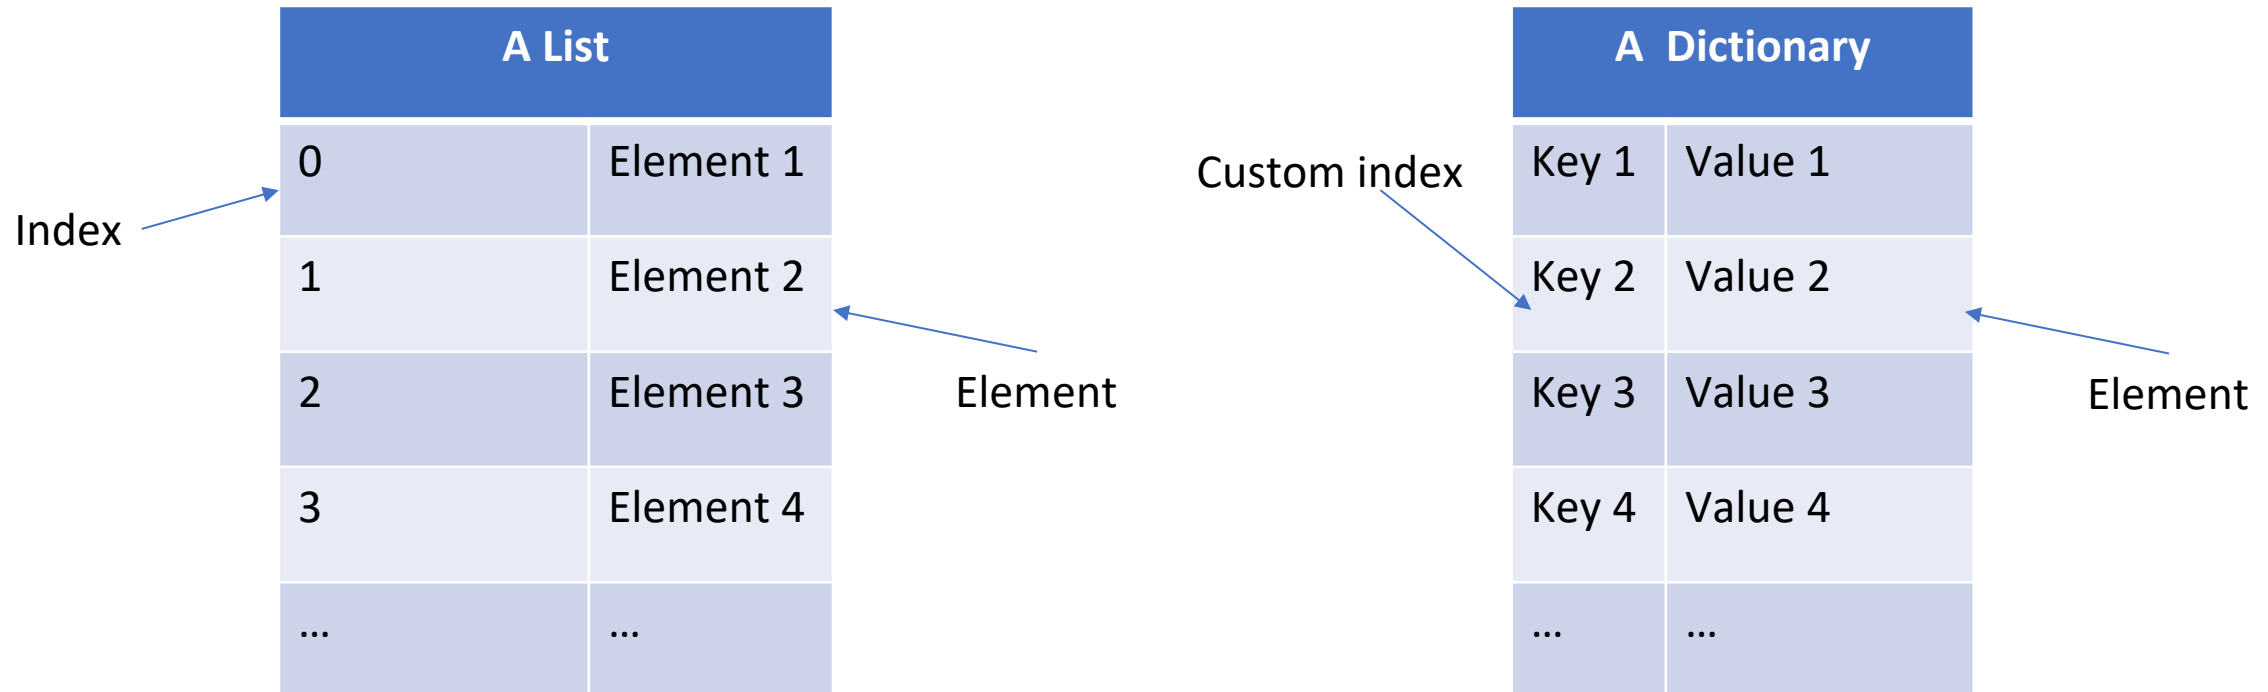 A List
0 Element 1
1 Element 2
2 Element 3
3 Element 4
... ...
Index
Element
A Dictionary
Key 1 Value 1
Key 2 Value 2
Key 3 Value 3
Key 4 Value 4
... ...
Custom index
Element